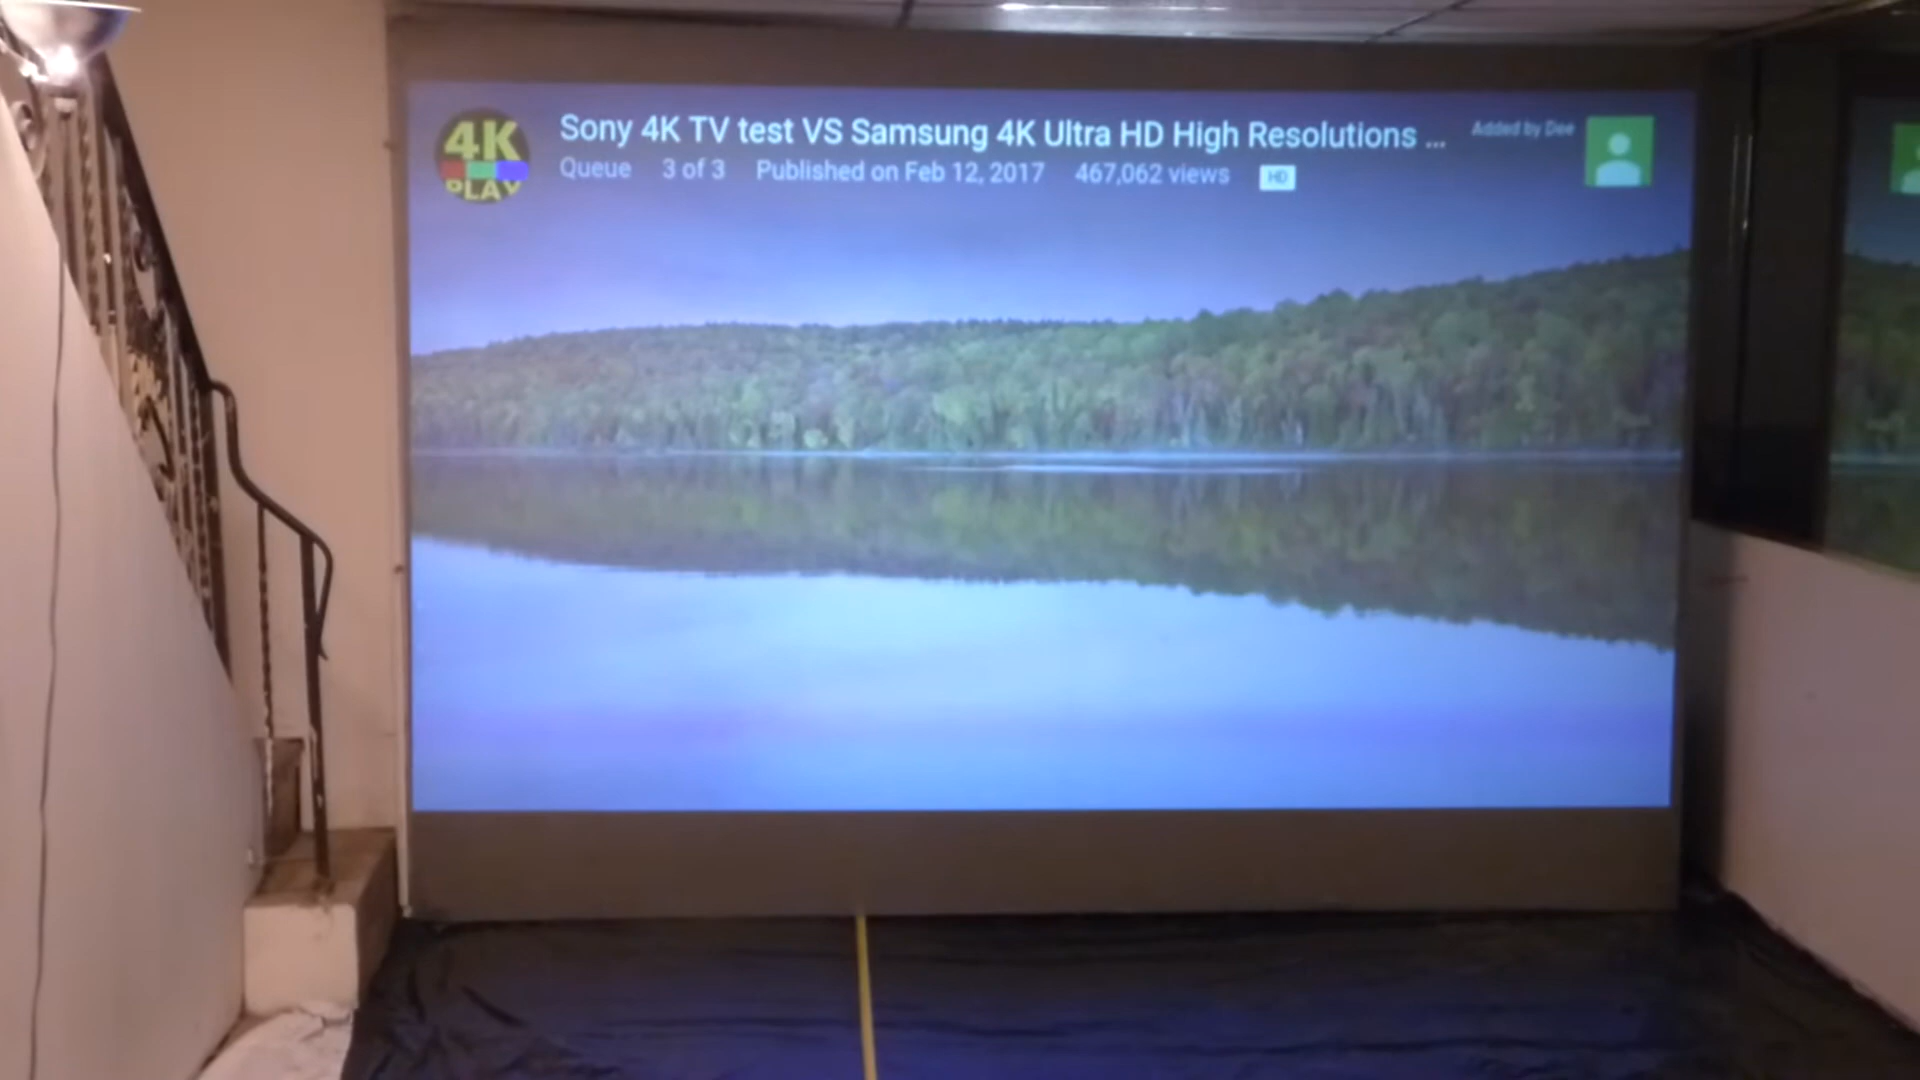 4K
PLAY
Sony 4K TV test VS Samsung 4K Ultra HD High Resolutions ...
Added by Dee
Queue 3 of 3 Published on Feb 12, 2017 467,062 views HD